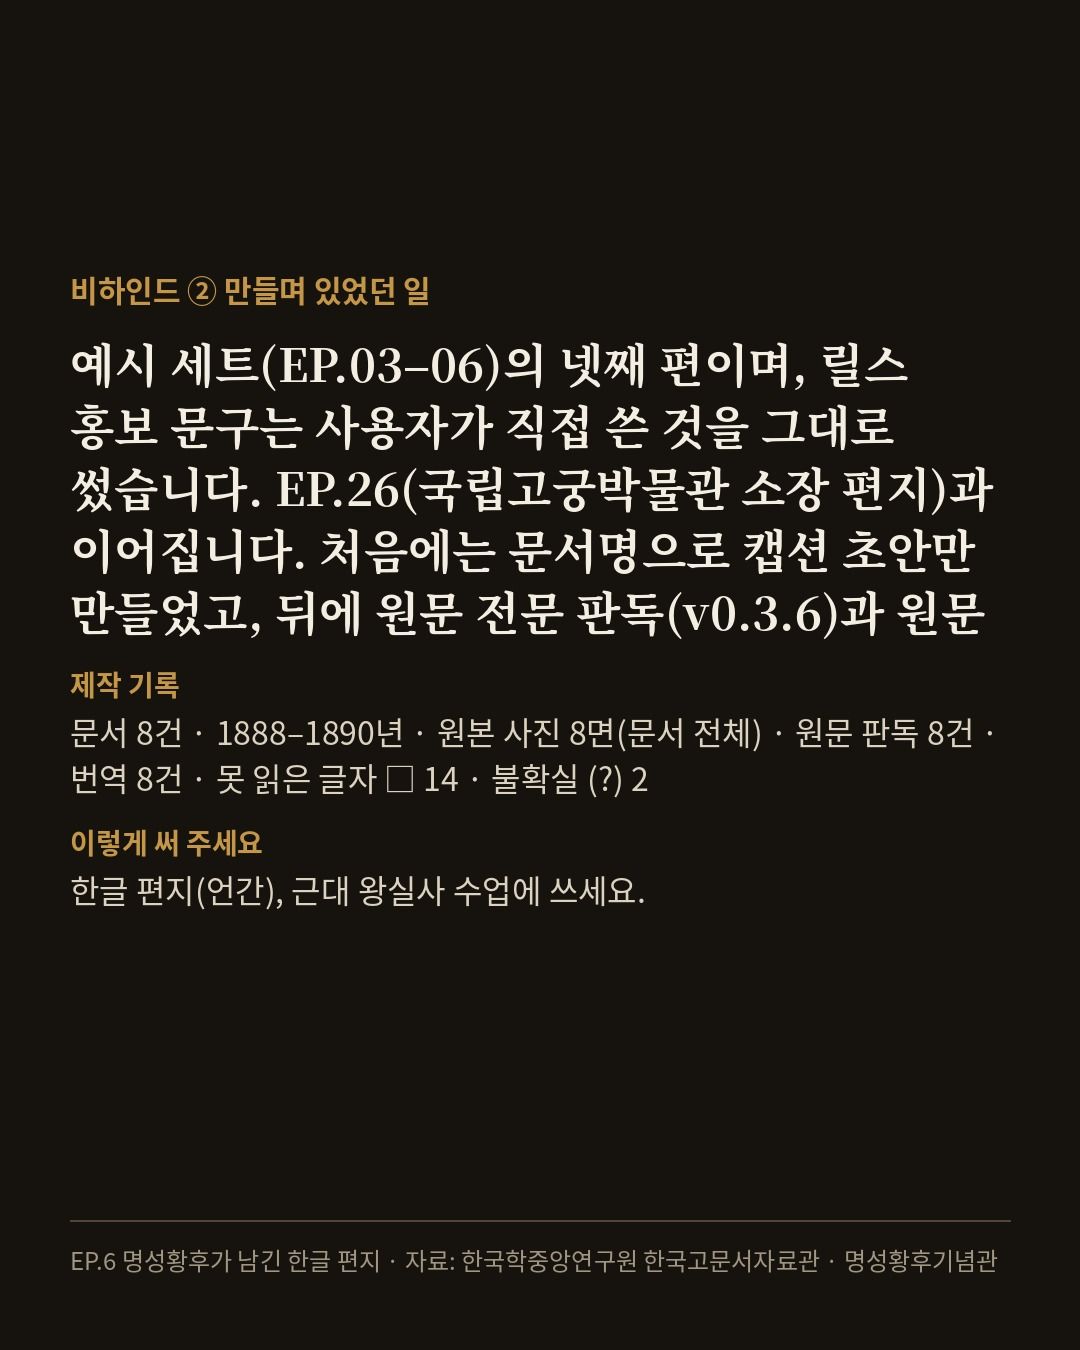 비하인드 ② 만들며 있었던 일
예시 세트(EP.03–06)의 넷째 편이며, 릴스
홍보 문구는 사용자가 직접 쓴 것을 그대로
썼습니다. EP.26(국립고궁박물관 소장 편지)과
이어집니다. 처음에는 문서명으로 캡션 초안만
만들었고, 뒤에 원문 전문 판독(v0.3.6)과 원문
제작 기록
문서 8건 · 1888–1890년 · 원본 사진 8면(문서 전체) · 원문 판독 8건 ·
번역 8건 · 못 읽은 글자 □ 14 · 불확실 (?) 2
이렇게 써 주세요
한글 편지(언간), 근대 왕실사 수업에 쓰세요.
EP.6 명성황후가 남긴 한글 편지 · 자료: 한국학중앙연구원 한국고문서자료관 · 명성황후기념관